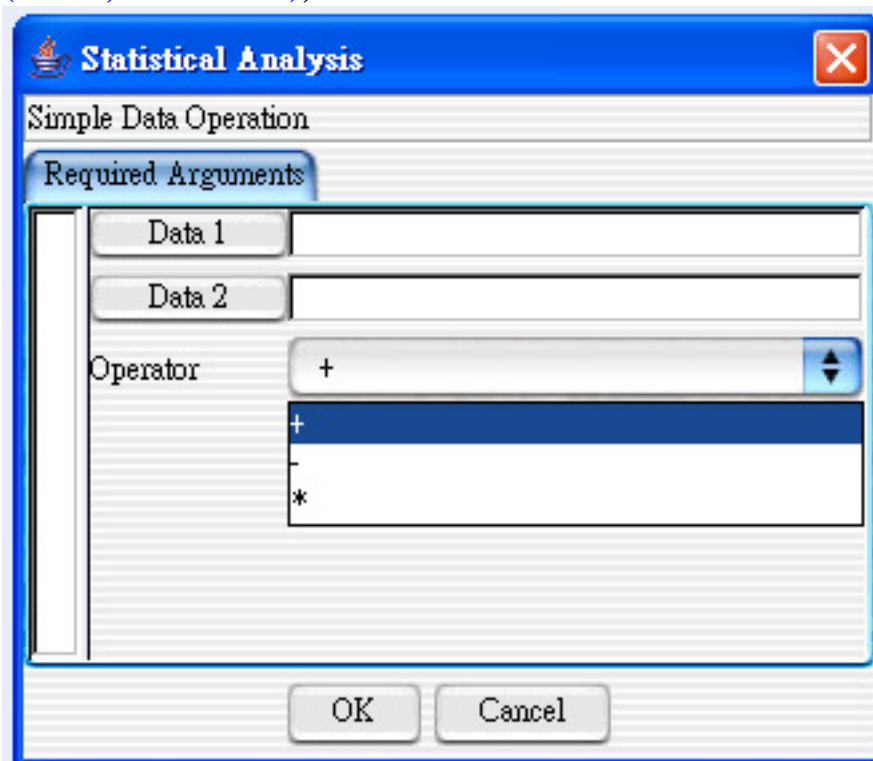 Statistical Analysis
Simple Data Operation
Required Arguments
Data 1
Data 2
Operator +
+
-
*
OK Cancel